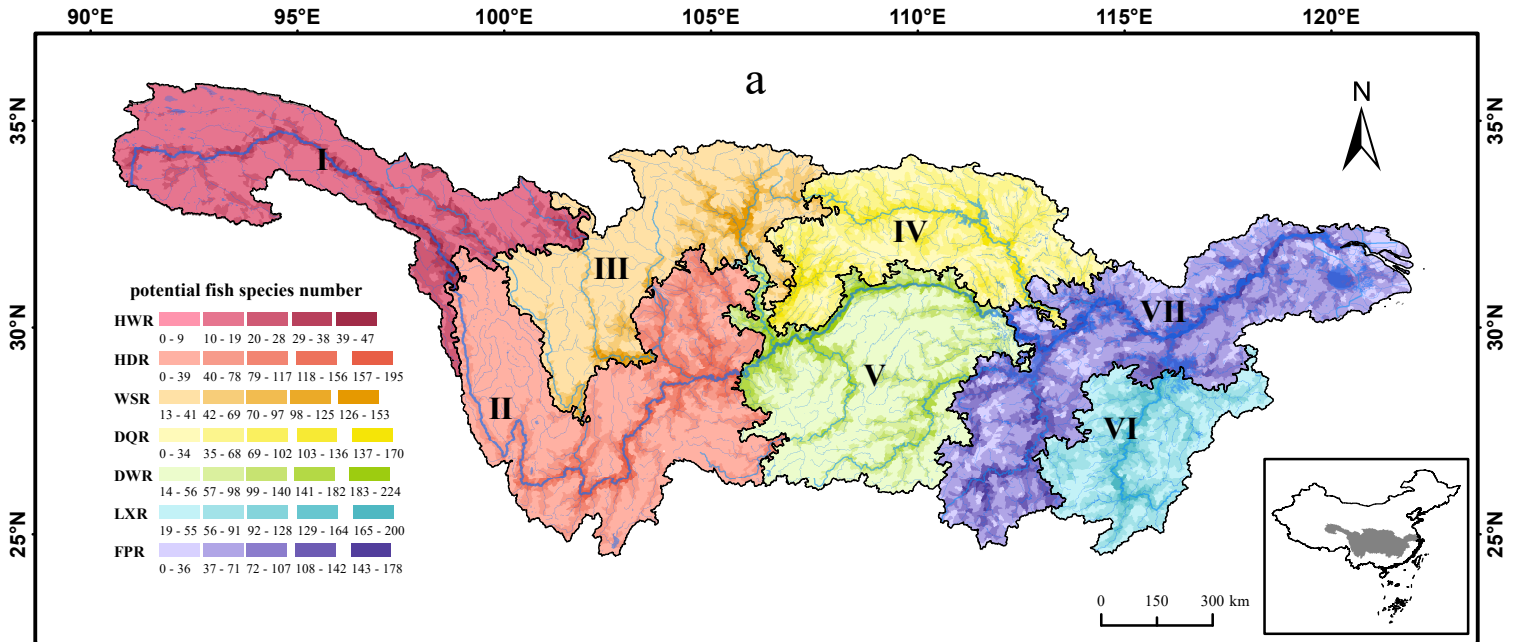 90°E 95°E 100°E 105°E 110°E 115°E 120°E
a
N
35°N 35°N
I
IV
III
potential fish species number
VII
30°N 30°N
HWR
0 - 9 10 - 19 20 - 28 29 - 38 39 - 47
HDR
0 - 39 40 - 78 79 - 117 118 - 156 157 - 195
V
WSR
13 - 41 42 - 69 70 - 97 98 - 125 126 - 153
II
VI
DQR
0 - 34 35 - 68 69 - 102 103 - 136 137 - 170
DWR
14 - 56 57 - 98 99 - 140 141 - 182 183 - 224
LXR
19 - 55 56 - 91 92 - 128 129 - 164 165 - 200
25°N 25°N
FPR
0 - 36 37 - 71 72 - 107 108 - 142 143 - 178
0 150 300 km